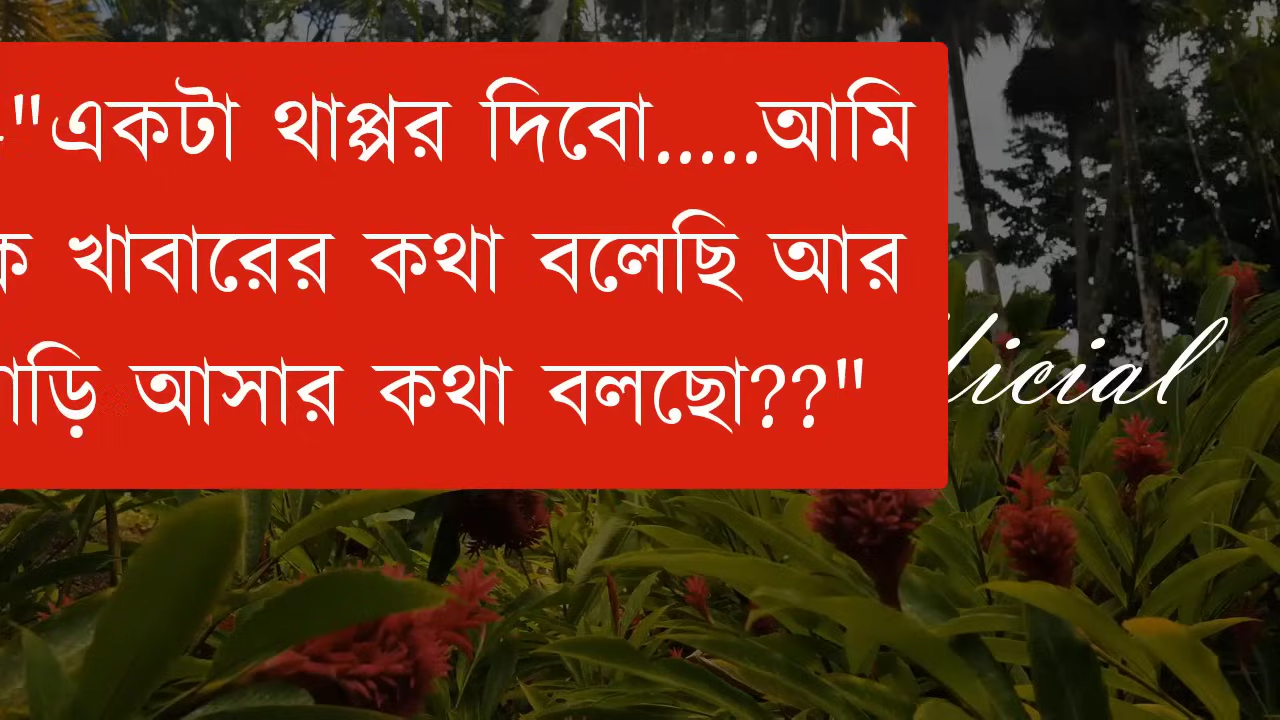 "একটা থাপ্পর দিবো.....আমি
খাবারের কথা বলেছি আর
আসার কথা বলছো??"